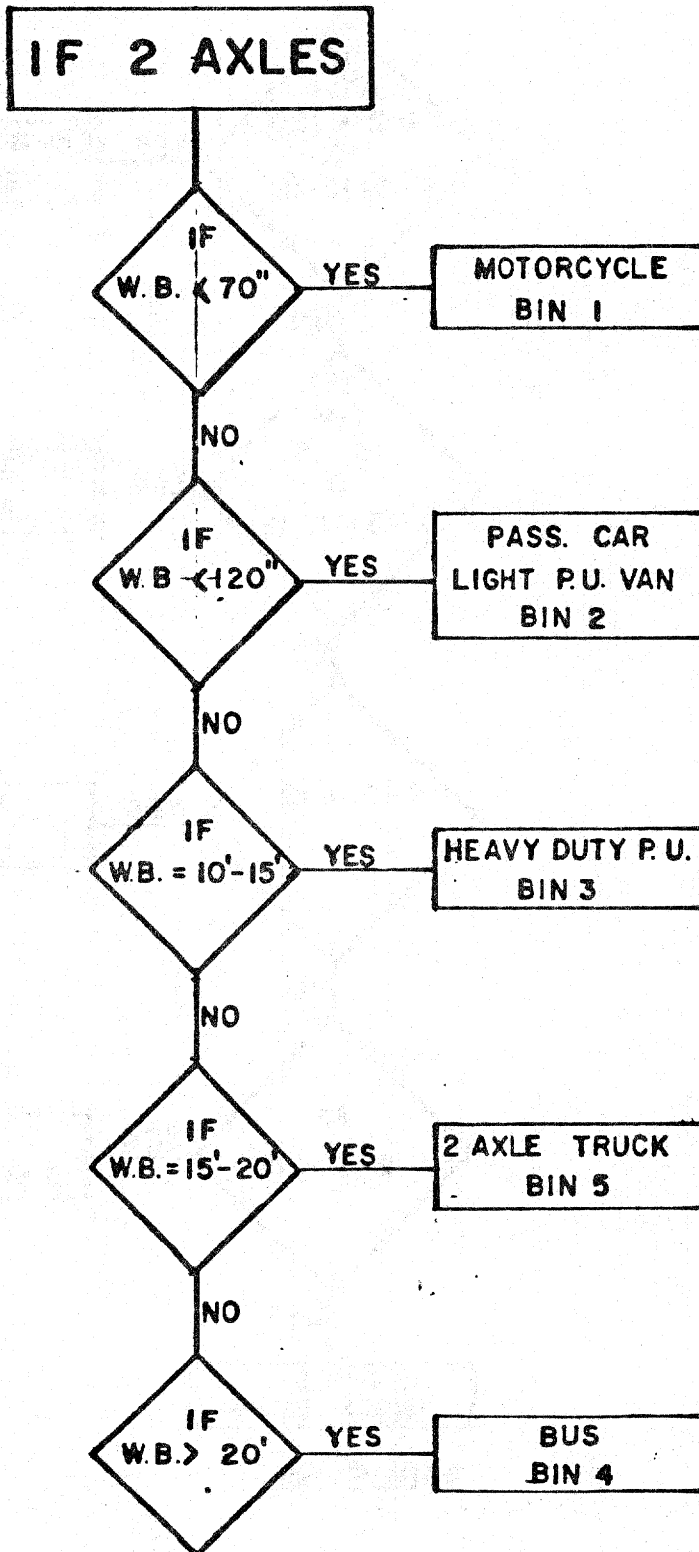 IF 2 AXLES
IF
W.B. < 70"
YES
MOTORCYCLE
BIN 1
NO
IF
W.B < 120"
YES
PASS. CAR
LIGHT P.U. VAN
BIN 2
NO
IF
W.B. = 10'-15'
YES
HEAVY DUTY P.U.
BIN 3
NO
IF
W.B. = 15'-20'
YES
2 AXLE TRUCK
BIN 5
NO
IF
W.B. > 20'
YES
BUS
BIN 4